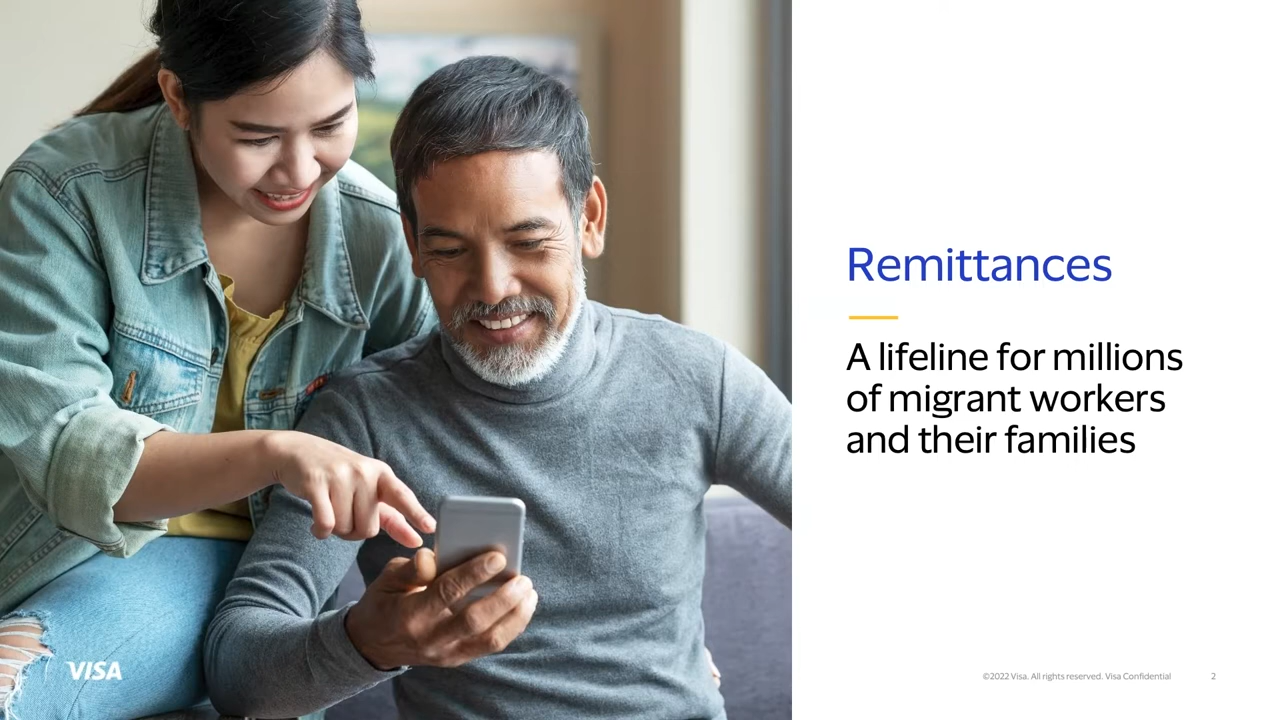 Remittances
A lifeline for millions
of migrant workers
and their families
VISA
©2022 Visa. All rights reserved. Visa Confidential
2